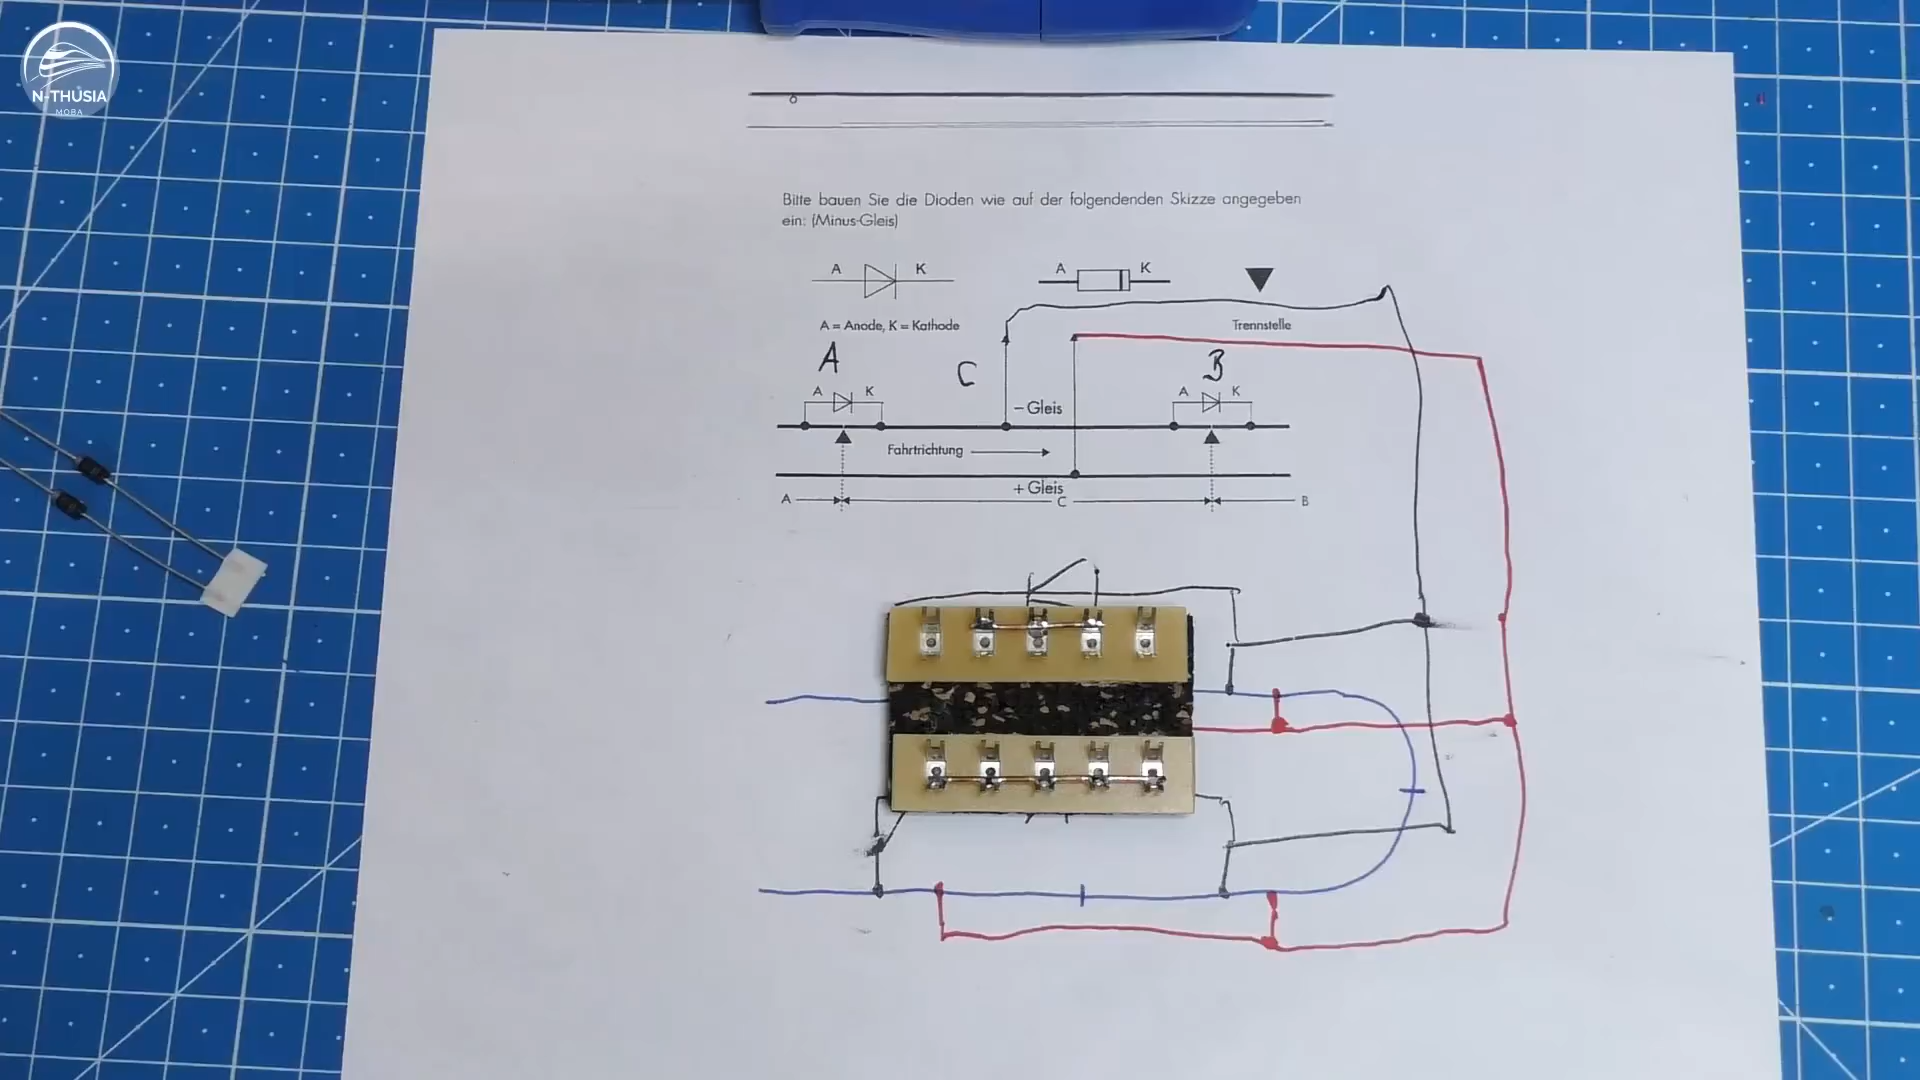 N-THUSIA
MOBA
Bitte bauen Sie die Dioden wie auf der folgendenden Skizze angegeben
ein: (Minus-Gleis)
A K
A K
A = Anode, K = Kathode
Trennstelle
A
C
B
A K
A K
– Gleis
Fahrtrichtung
+ Gleis
A
C
B